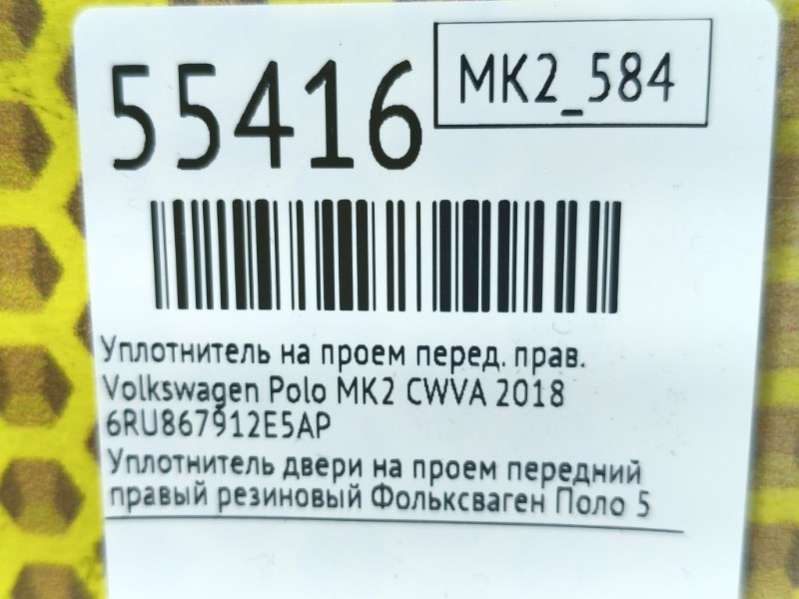 55416
МК2_584
Уплотнитель на проем перед. прав.
Volkswagen Polo MK2 CWVA 2018
6RU867912E5AP
Уплотнитель двери на проем передний
правый резиновый Фольксваген Поло 5